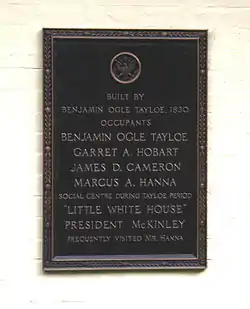 BUILT BY
BENJAMIN OGLE TAYLOE, 1830
OCCUPANTS
BENJAMIN OGLE TAYLOE
GARRET A. HOBART
JAMES D. CAMERON
MARCUS A. HANNA
SOCIAL CENTRE DURING TAYLOE PERIOD
"LITTLE WHITE HOUSE"
PRESIDENT McKINLEY
FREQUENTLY VISITED MR. HANNA